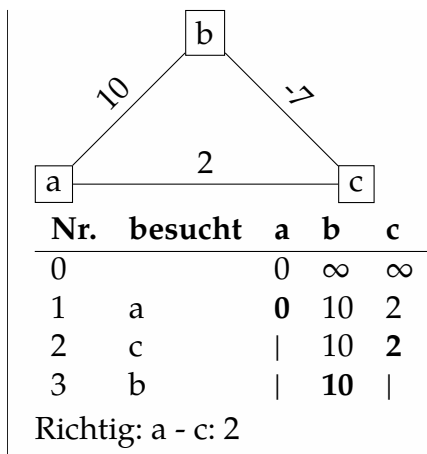 b
10
-7
2
a
c
Nr. besucht a b c
0 0 ∞ ∞
1 a 0 10 2
2 c | 10 2
3 b | 10 |
Richtig: a - c: 2